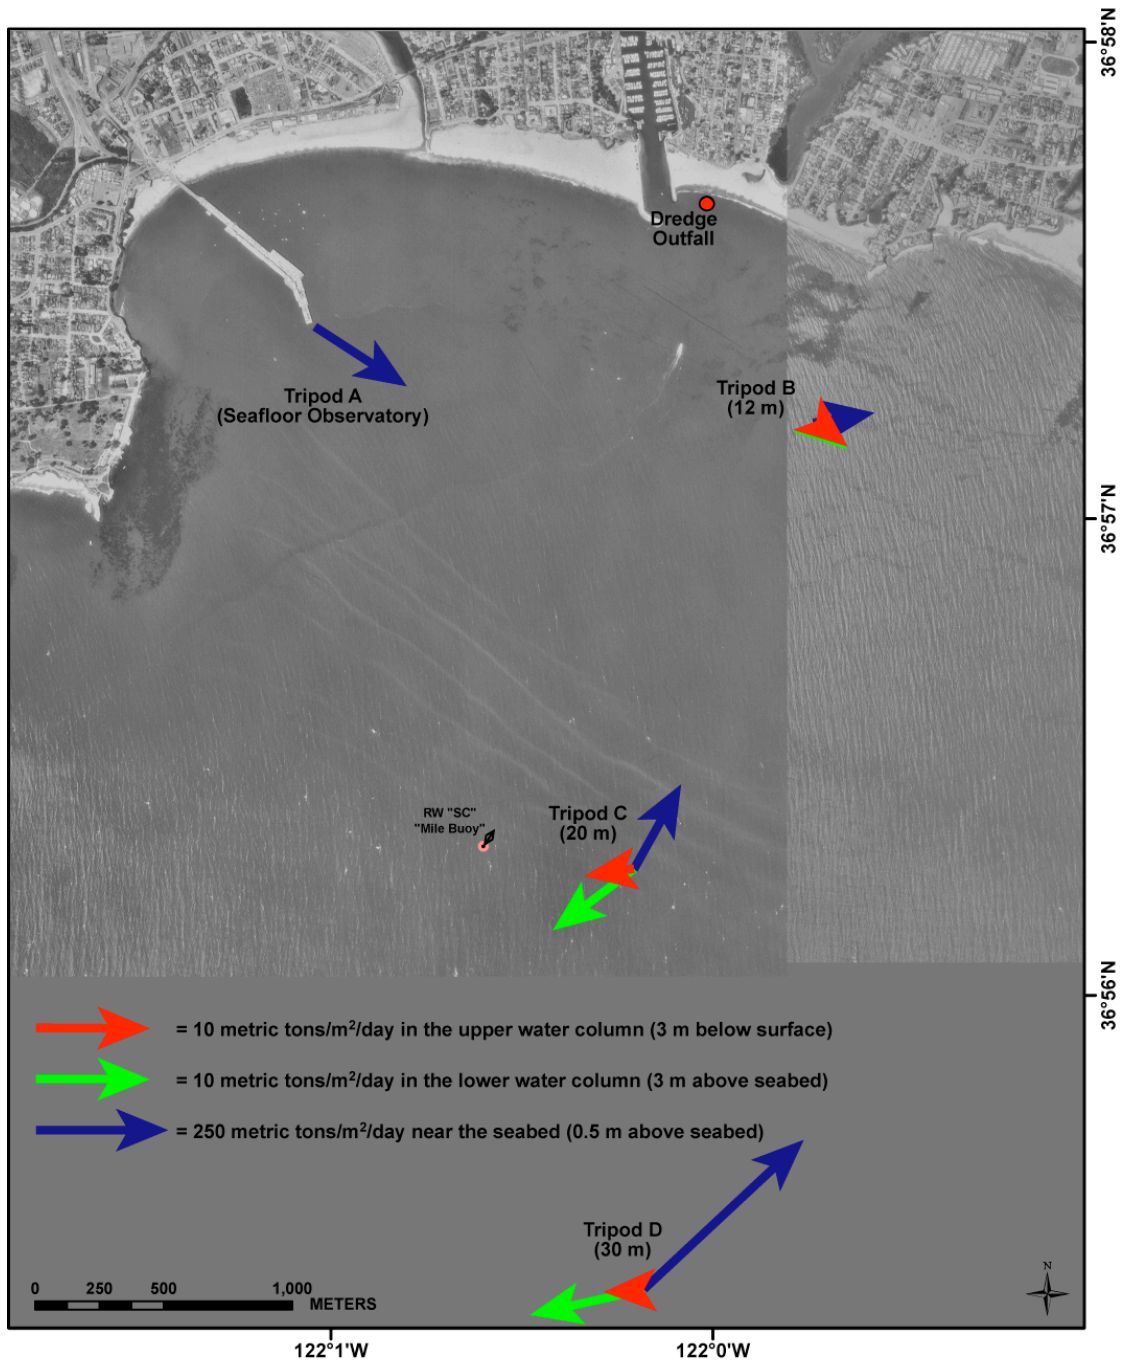 36°58'N
Dredge
Outfall
Tripod A
(Seafloor Observatory)
Tripod B
(12 m)
36°57'N
RW "SC"
"Mile Buoy"
Tripod C
(20 m)
36°56'N
= 10 metric tons/m²/day in the upper water column (3 m below surface)
= 10 metric tons/m²/day in the lower water column (3 m above seabed)
= 250 metric tons/m²/day near the seabed (0.5 m above seabed)
Tripod D
(30 m)
0 250 500 1,000
METERS
N
122°1'W
122°0'W